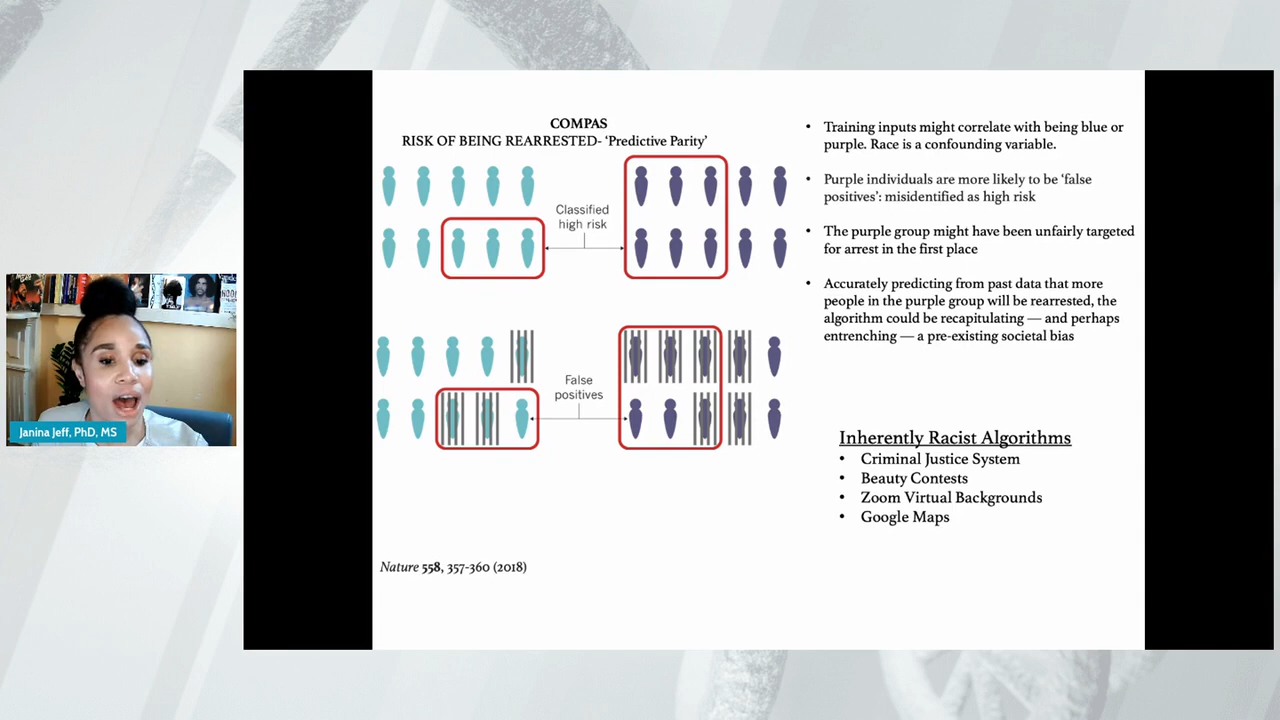 COMPAS
RISK OF BEING REARRESTED- ‘Predictive Parity’
Classified
high risk
False
positives
Nature 558, 357-360 (2018)
• Training inputs might correlate with being blue or
purple. Race is a confounding variable.
• Purple individuals are more likely to be ‘false
positives’: misidentified as high risk
• The purple group might have been unfairly targeted
for arrest in the first place
• Accurately predicting from past data that more
people in the purple group will be rearrested, the
algorithm could be recapitulating — and perhaps
entrenching — a pre-existing societal bias
Inherently Racist Algorithms
• Criminal Justice System
• Beauty Contests
• Zoom Virtual Backgrounds
• Google Maps
Janina Jeff, PhD, MS